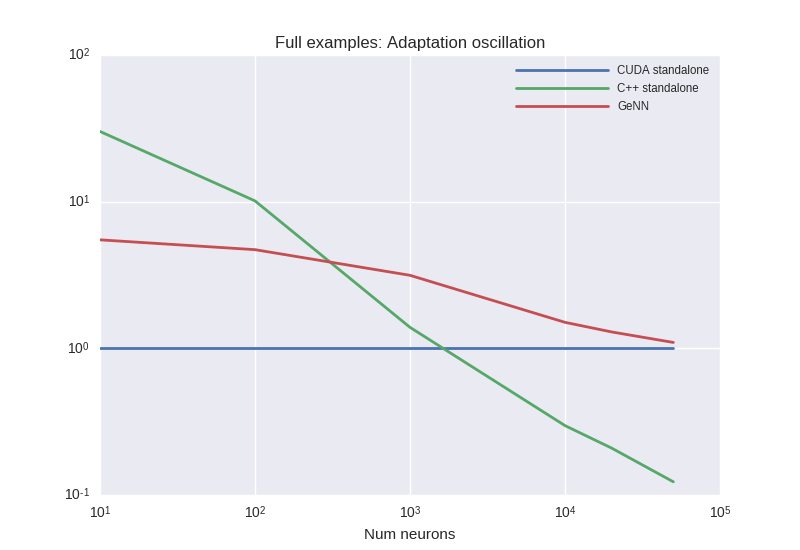 Full examples: Adaptation oscillation
10²
10¹
10⁰
10⁻¹
CUDA standalone
C++ standalone
GeNN
10¹ 10² 10³ 10⁴ 10⁵
Num neurons